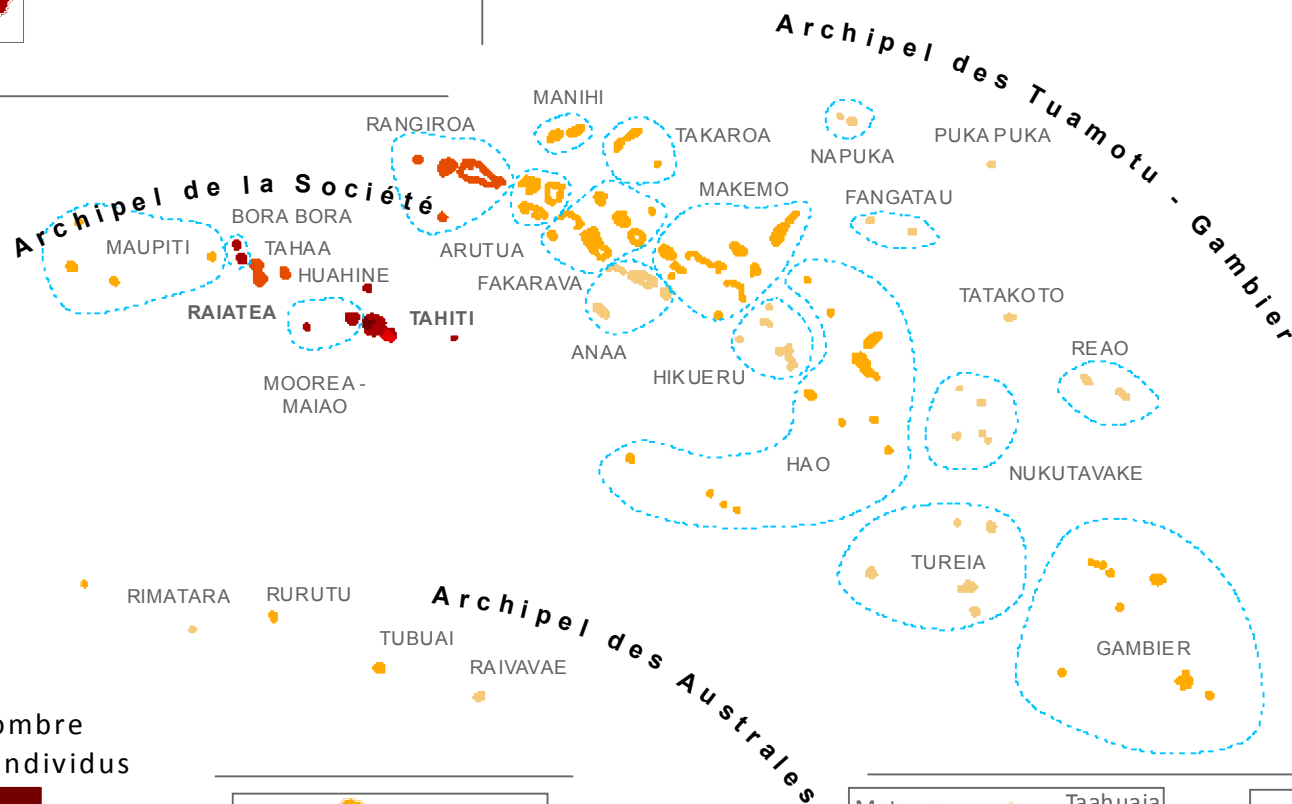 Archipel des Tuamotu - Gambier
MANIHI
RANGIROA
TAKAROA
NAPUKA
PUKA PUKA
Archipel de la Société
MAKEMO
FANGATAU
BORA BORA
MAUPITI
TAHAA
ARUTUA
HUAHINE
FAKARAVA
RAIATEA
TAHITI
TATAKOTO
ANAA
REAO
HIKUERU
MOOREA -
MAIAO
HAO
NUKUTAVAKE
TUREIA
RIMATARA
RURUTU
Archipel des Australes
TUBUAI
RAIVAVAE
GAMBIER
ombre
individus
Taahuaia